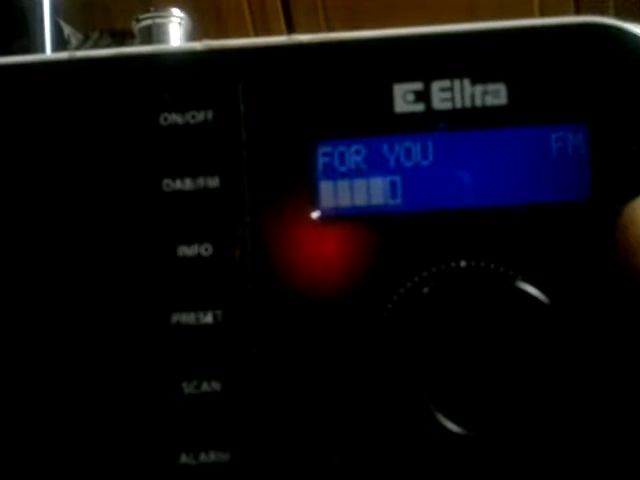 Eltra
ON/OFF
FOR YOU FM
DAB/FM
INFO
PRESET
SCAN
ALARM